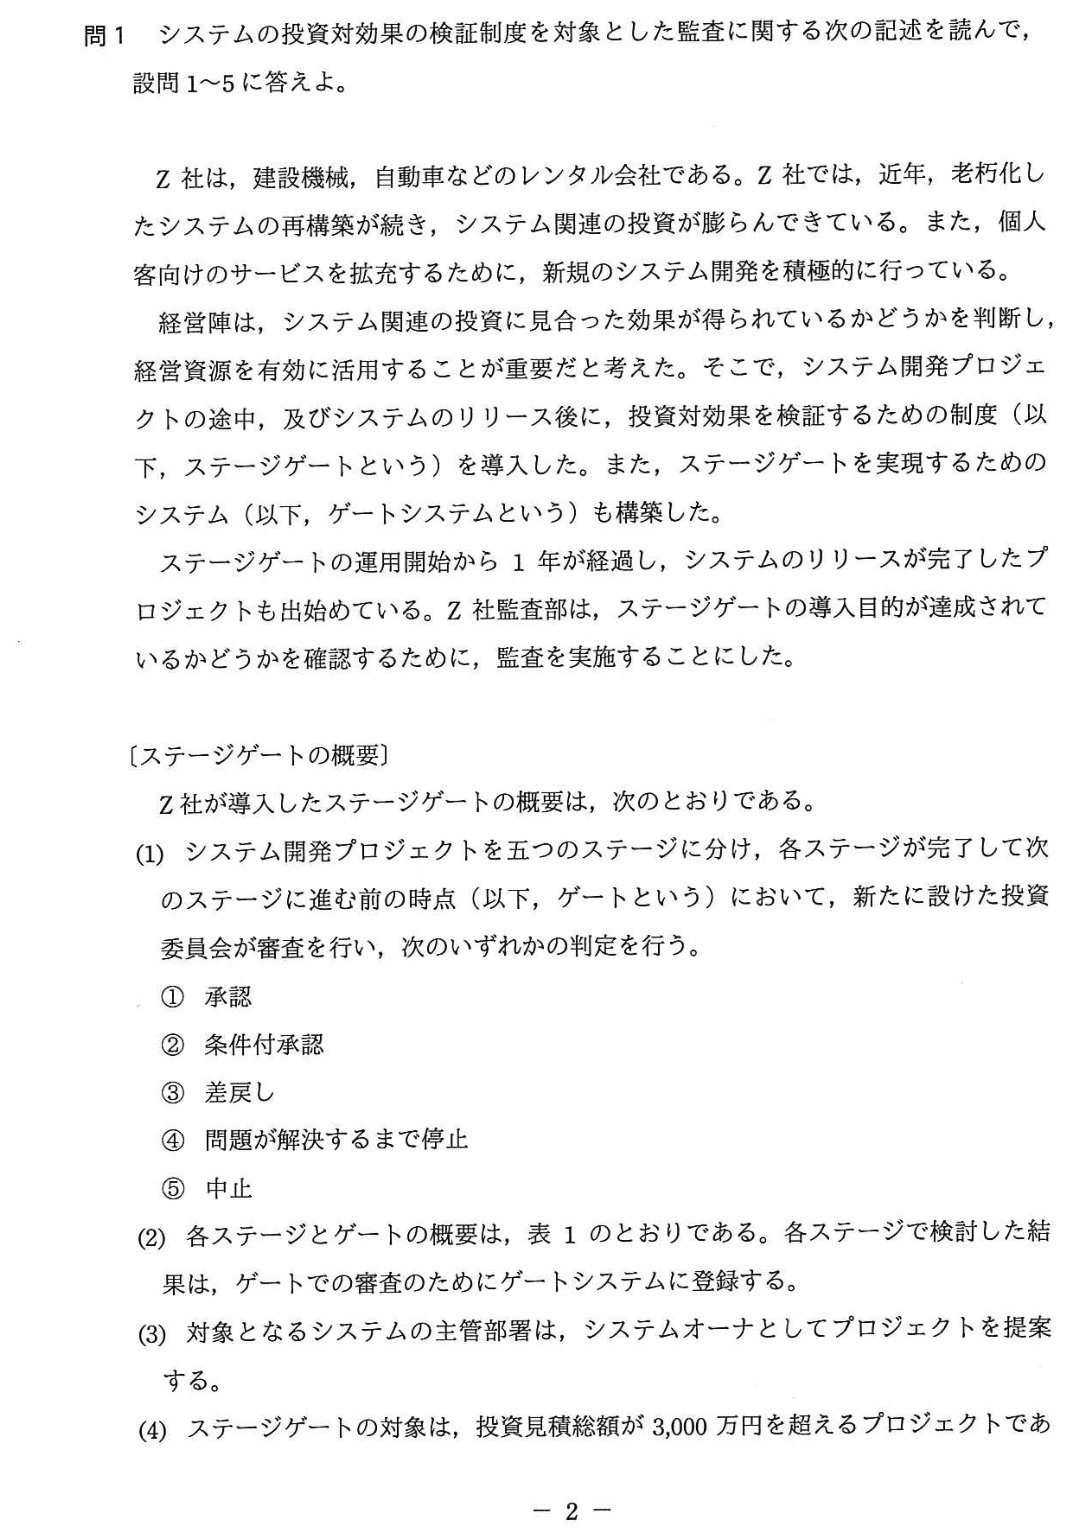 問1　システムの投資対効果の検証制度を対象とした監査に関する次の記述を読んで，
設問 1～5 に答えよ。
Z 社は，建設機械，自動車などのレンタル会社である。Z 社では，近年，老朽化し
たシステムの再構築が続き，システム関連の投資が膨らんできている。また，個人
客向けのサービスを拡充するために，新規のシステム開発を積極的に行っている。
経営陣は，システム関連の投資に見合った効果が得られているかどうかを判断し，
経営資源を有効に活用することが重要だと考えた。そこで，システム開発プロジェ
クトの途中，及びシステムのリリース後に，投資対効果を検証するための制度（以
下，ステージゲートという）を導入した。また，ステージゲートを実現するための
システム（以下，ゲートシステムという）も構築した。
ステージゲートの運用開始から 1 年が経過し，システムのリリースが完了したプ
ロジェクトも出始めている。Z 社監査部は，ステージゲートの導入目的が達成されて
いるかどうかを確認するために，監査を実施することにした。
〔ステージゲートの概要〕
Z 社が導入したステージゲートの概要は，次のとおりである。
(1) システム開発プロジェクトを五つのステージに分け，各ステージが完了して次
のステージに進む前の時点（以下，ゲートという）において，新たに設けた投資
委員会が審査を行い，次のいずれかの判定を行う。
① 承認
② 条件付承認
③ 差戻し
④ 問題が解決するまで停止
⑤ 中止
(2) 各ステージとゲートの概要は，表 1 のとおりである。各ステージで検討した結
果は，ゲートでの審査のためにゲートシステムに登録する。
(3) 対象となるシステムの主管部署は，システムオーナとしてプロジェクトを提案
する。
(4) ステージゲートの対象は，投資見積総額が 3,000 万円を超えるプロジェクトであ
－ 2 －